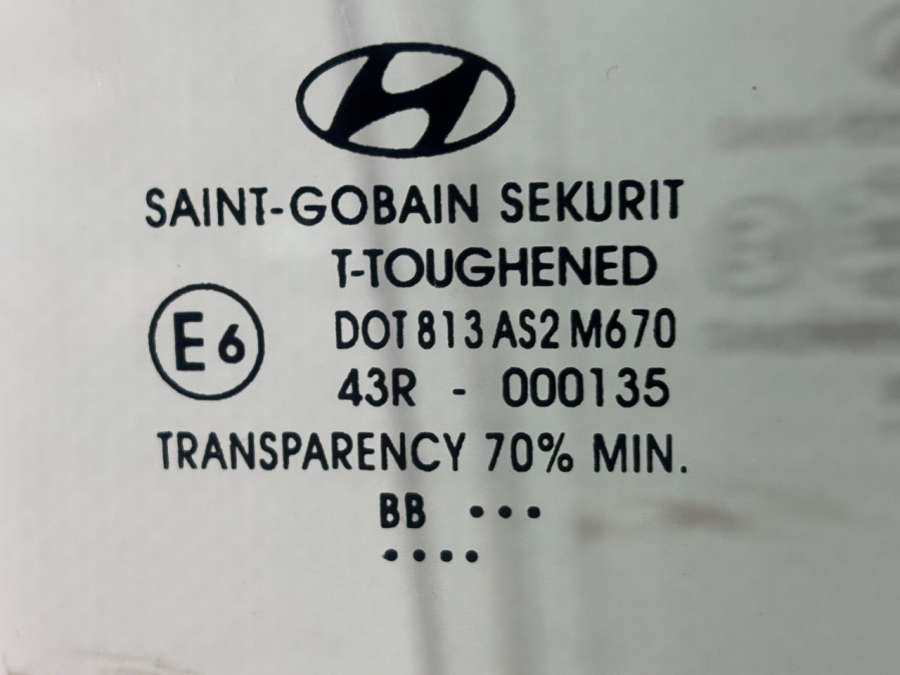 SAINT-GOBAIN SEKURIT
T-TOUGHENED
E6
DOT 813 AS2 M670
43R - 000135
TRANSPARENCY 70% MIN.
BB •••
••••